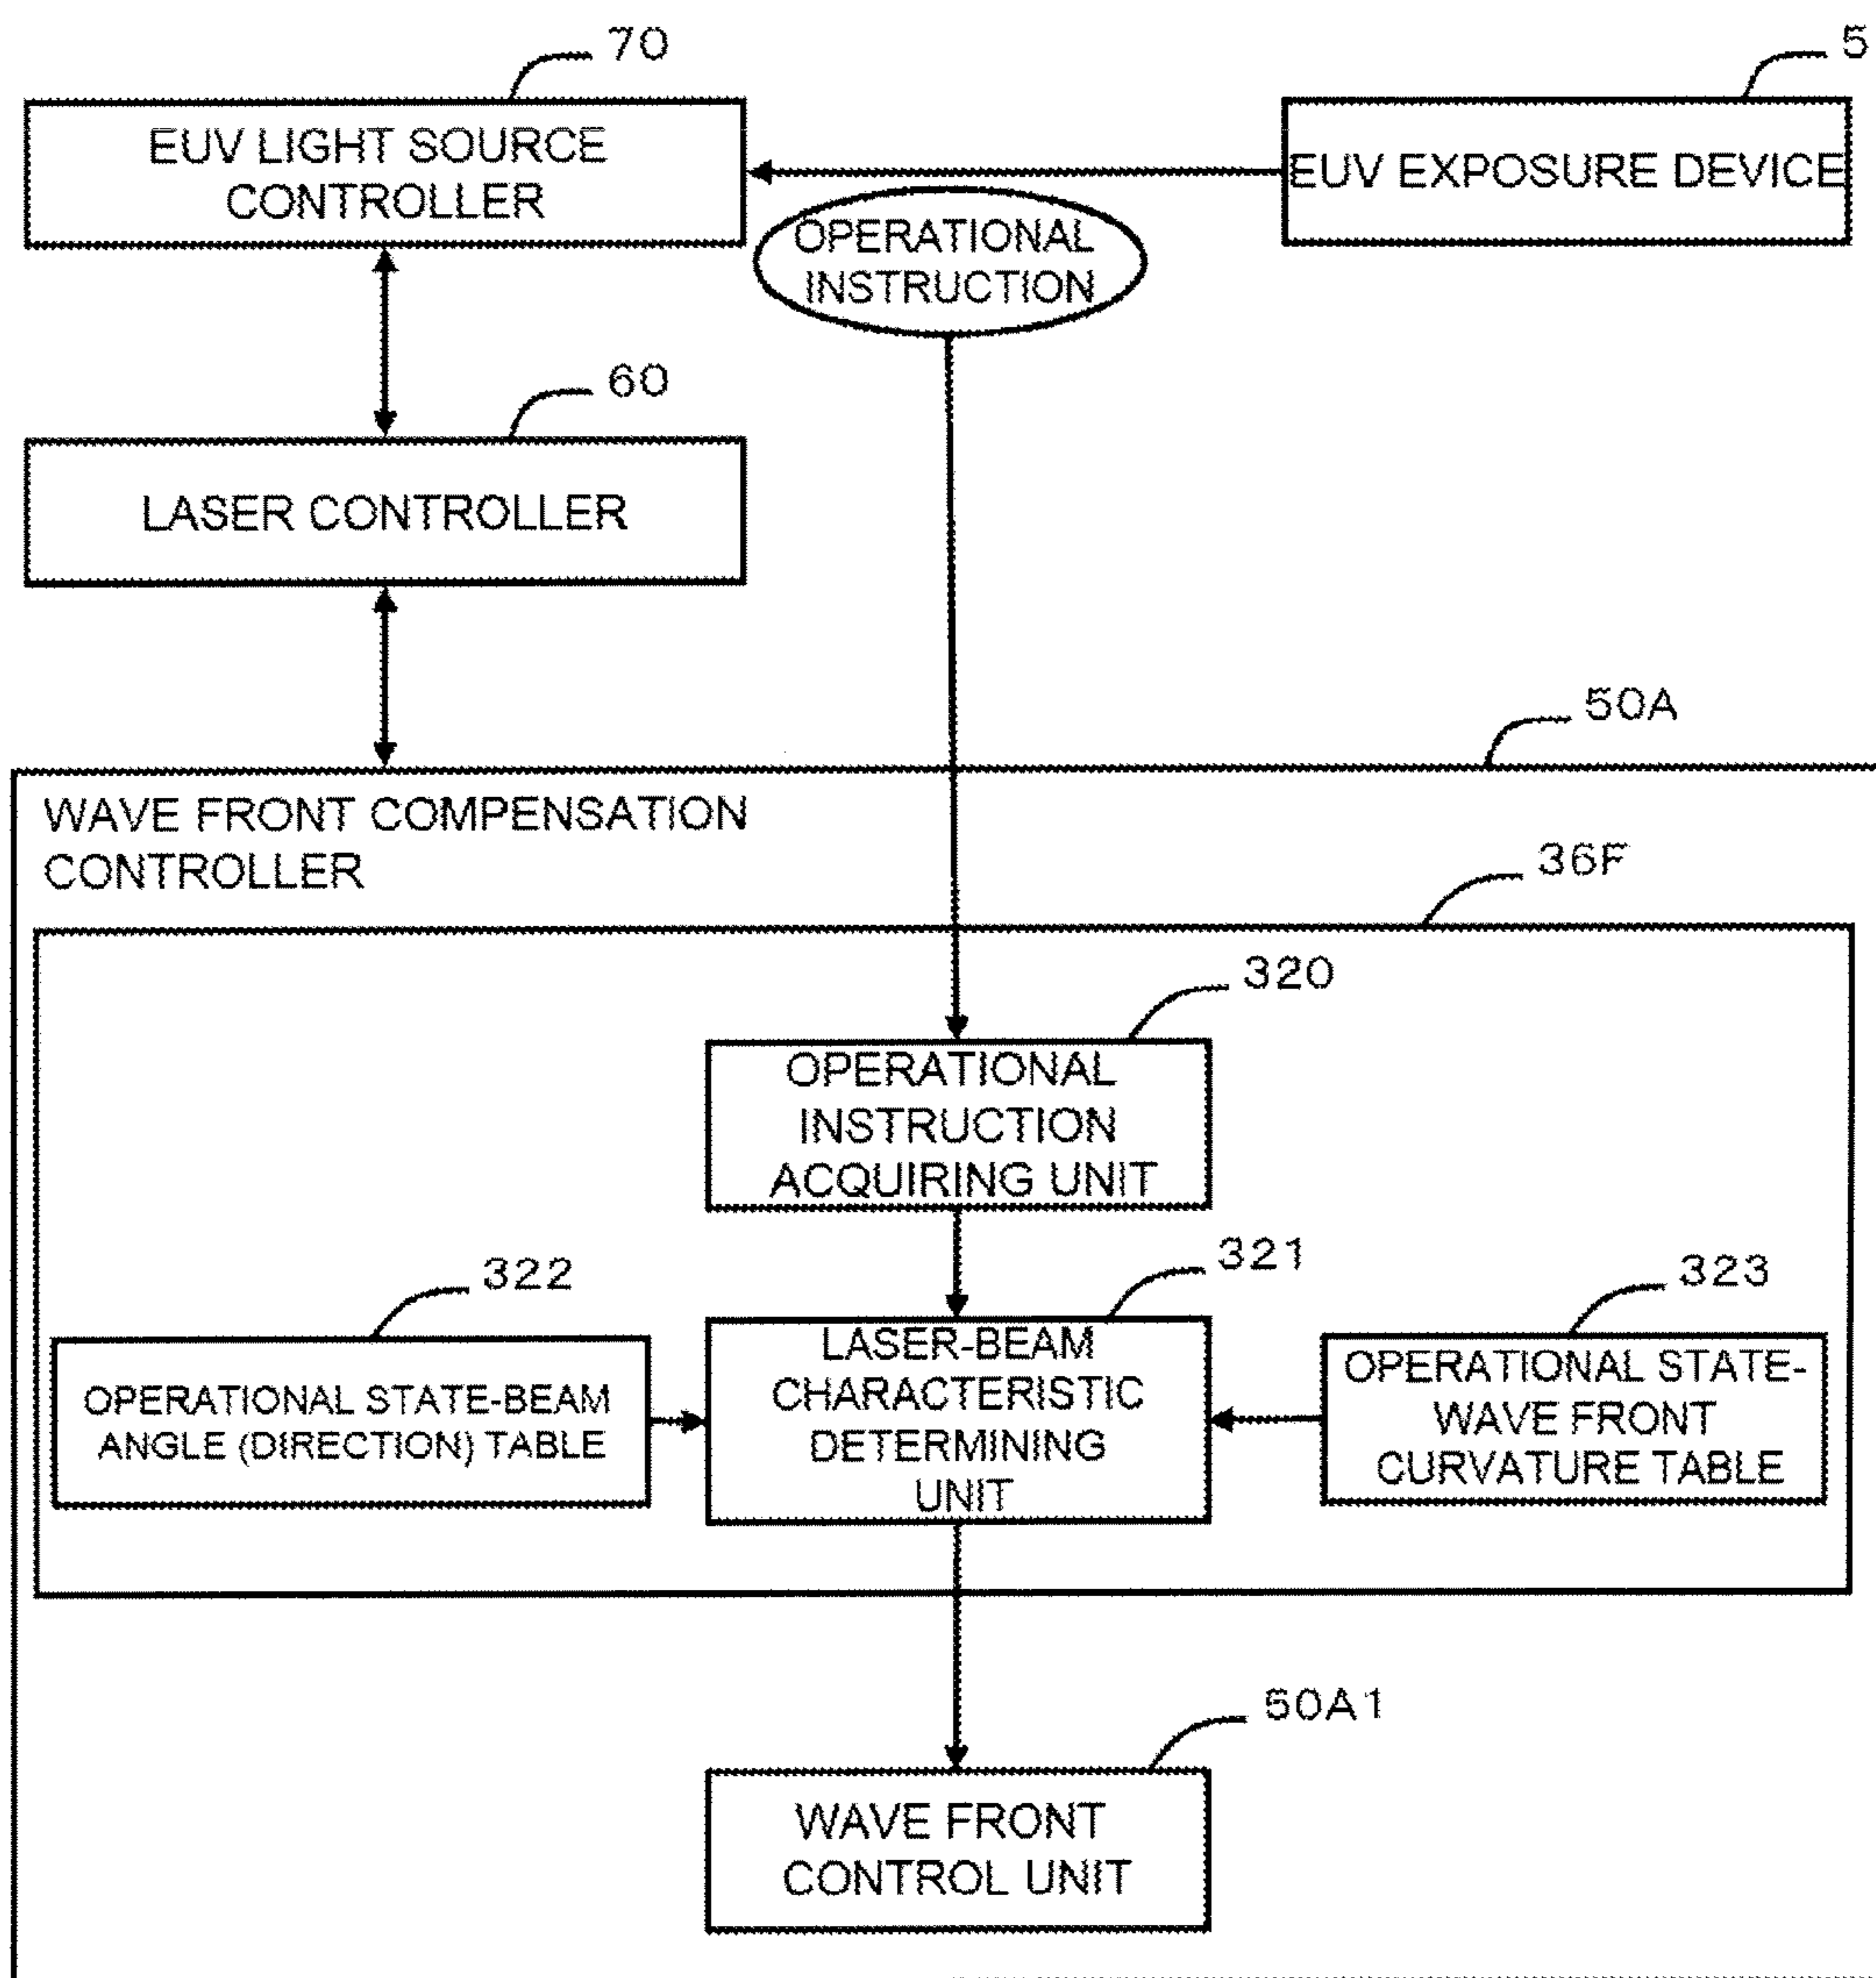 70
5
EUV LIGHT SOURCE
CONTROLLER
EUV EXPOSURE DEVICE
OPERATIONAL
INSTRUCTION
60
LASER CONTROLLER
50A
WAVE FRONT COMPENSATION
CONTROLLER
36F
320
OPERATIONAL
INSTRUCTION
ACQUIRING UNIT
322
321
323
OPERATIONAL STATE-BEAM
ANGLE (DIRECTION) TABLE
LASER-BEAM
CHARACTERISTIC
DETERMINING
UNIT
OPERATIONAL STATE-
WAVE FRONT
CURVATURE TABLE
50A1
WAVE FRONT
CONTROL UNIT